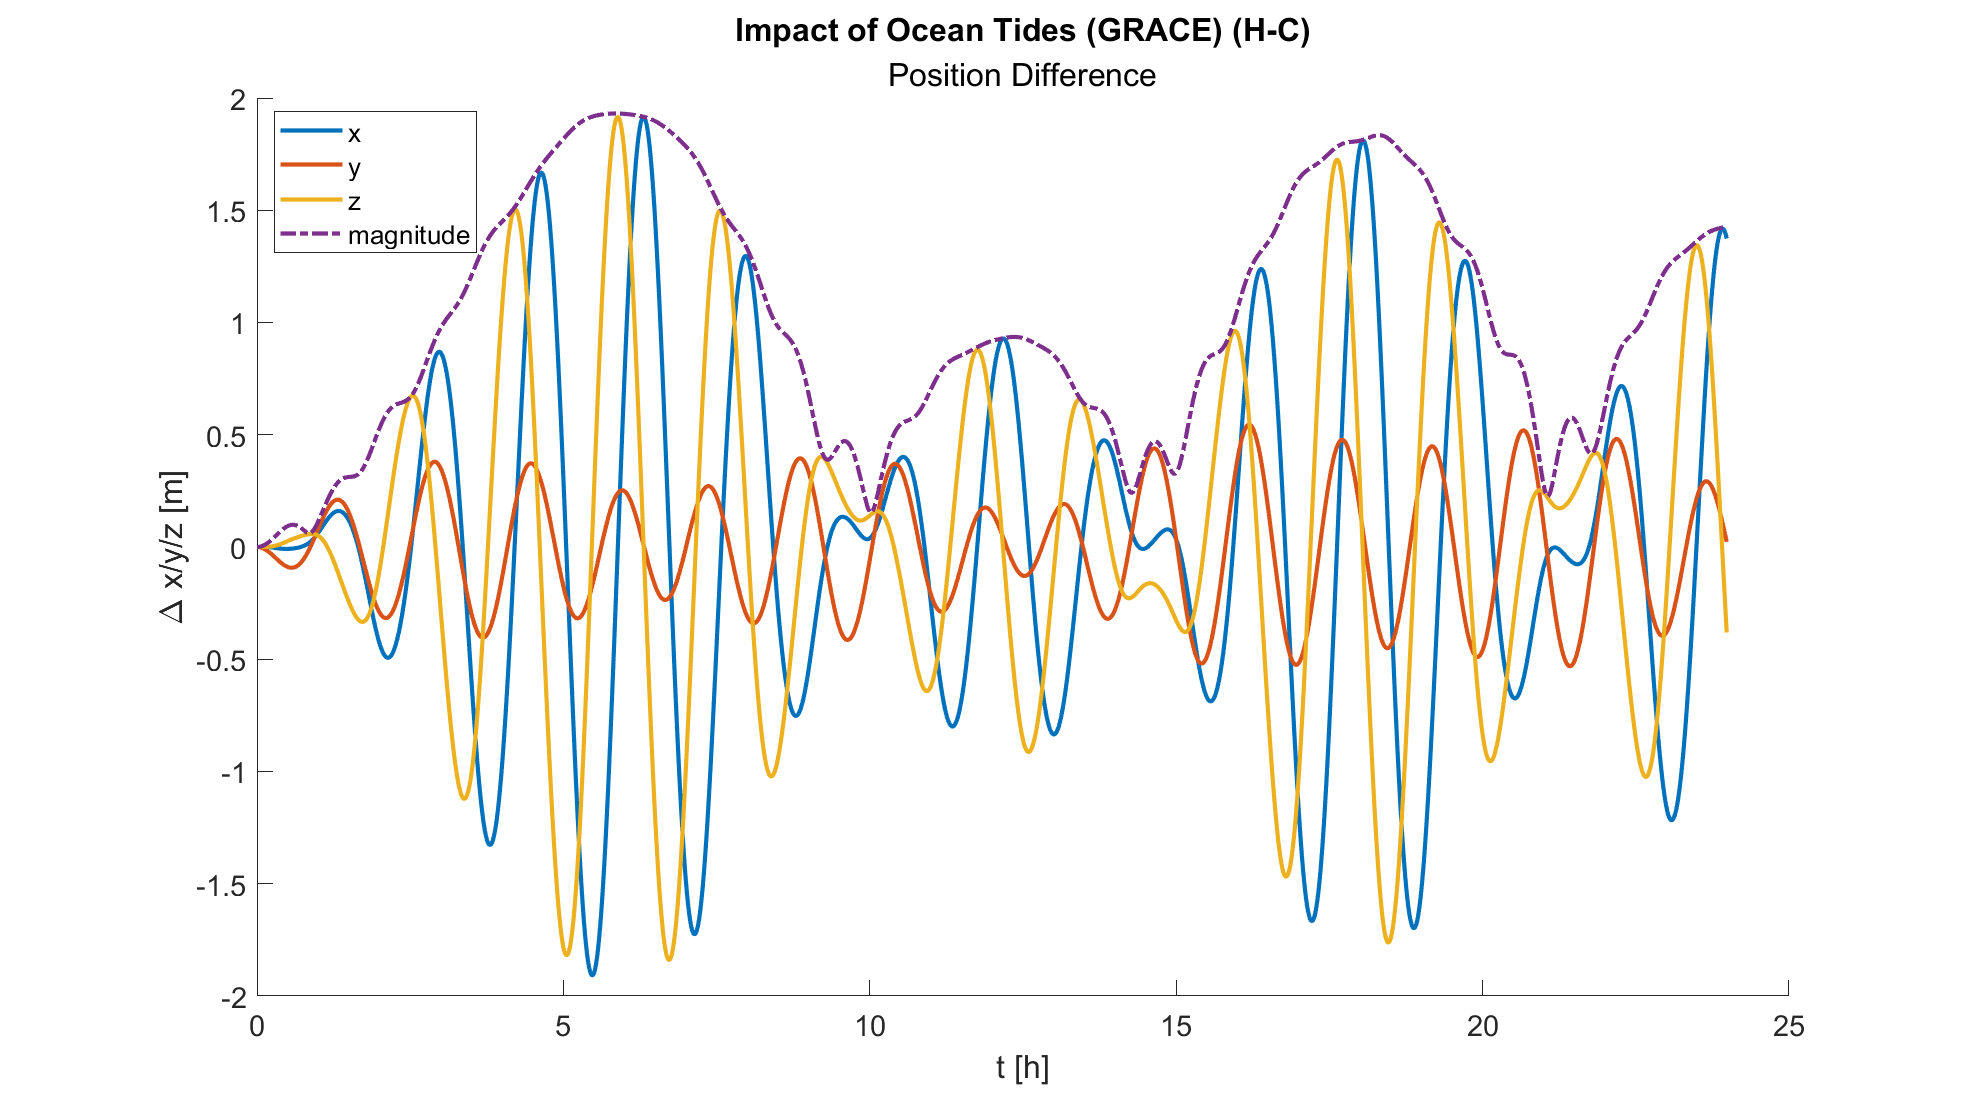 Impact of Ocean Tides (GRACE) (H-C)
Position Difference
x
y
z
magnitude
Δ x/y/z [m]
2
1.5
1
0.5
0
-0.5
-1
-1.5
-2
0 5 10 15 20 25
t [h]